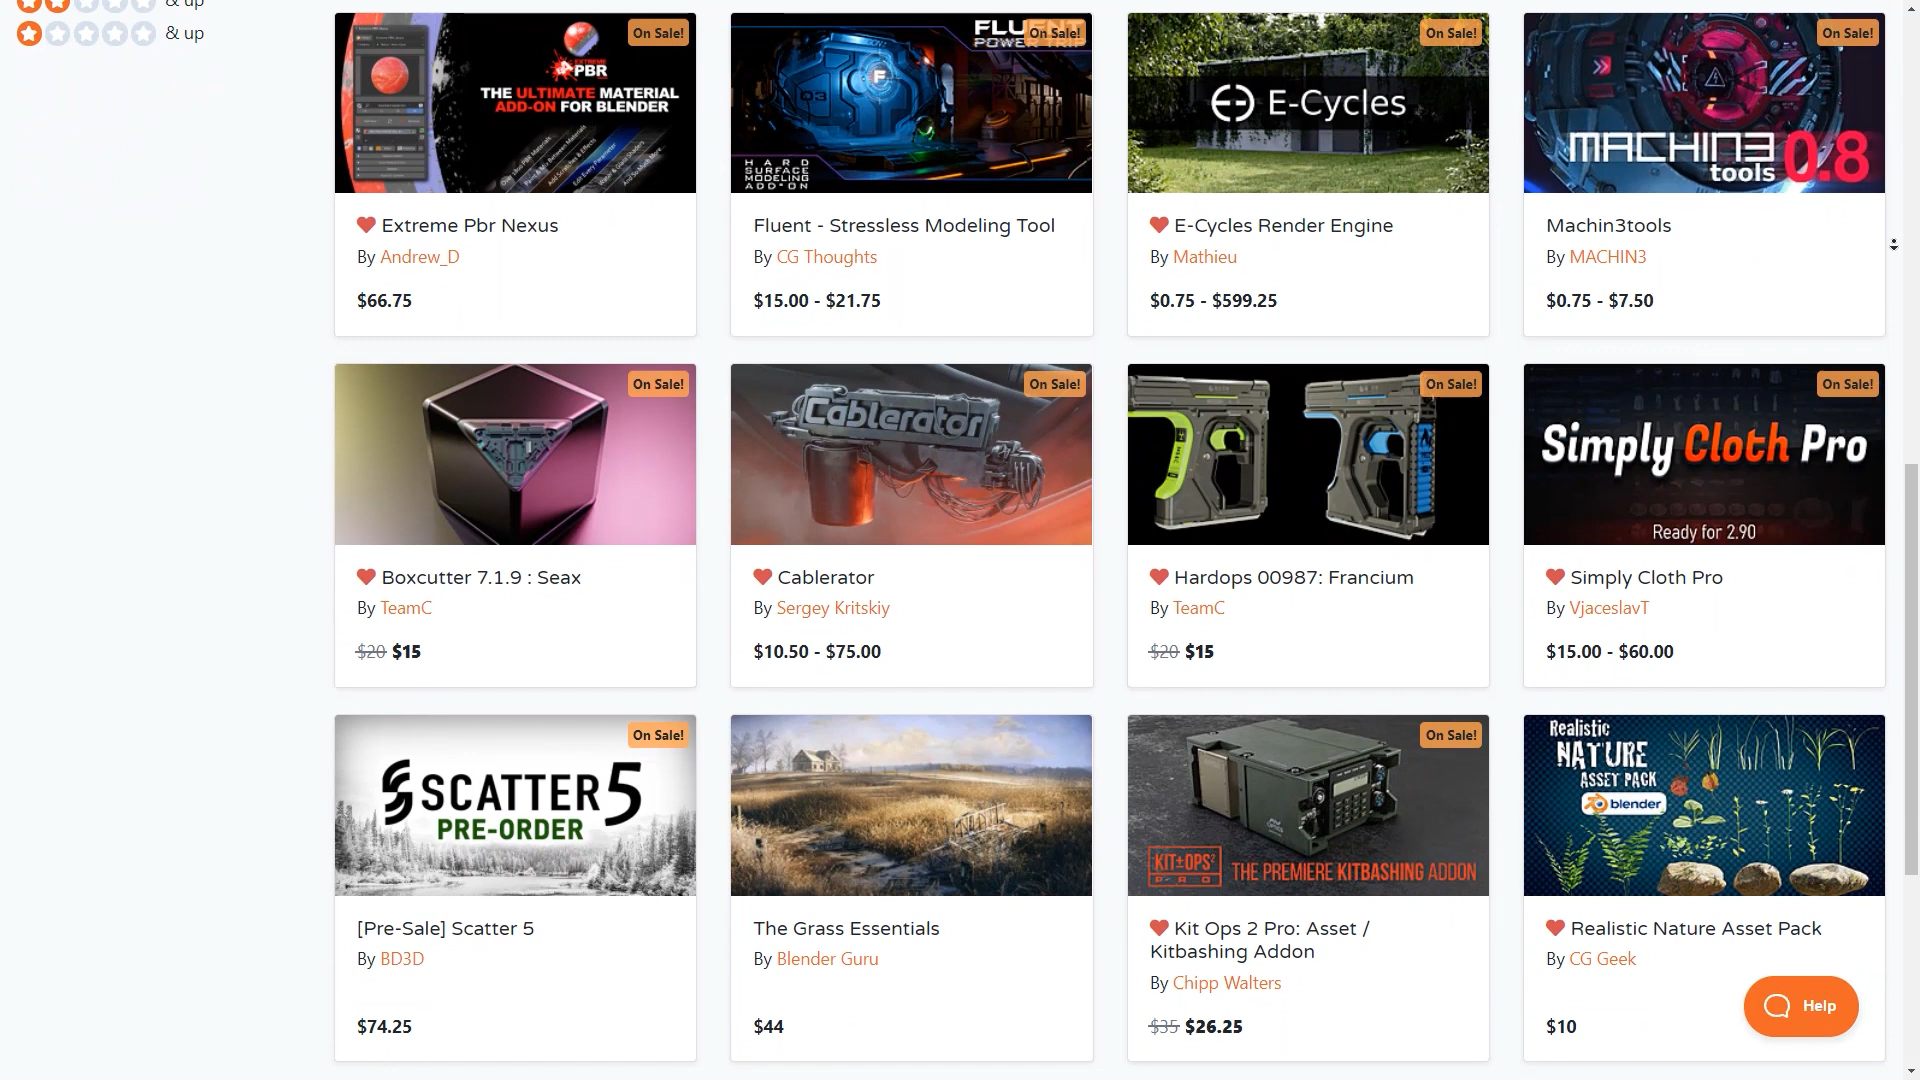 & up
& up
On Sale!
EXTREME
PBR
THE ULTIMATE MATERIAL
ADD-ON FOR BLENDER
On Sale!
FLUENT
POWER TRIP
03
F
HARD
SURFACE
MODELING
ADD-ON
On Sale!
E-Cycles
On Sale!
MACHIN3
tools 0.8
Extreme Pbr Nexus
By Andrew_D
$66.75
Fluent - Stressless Modeling Tool
By CG Thoughts
$15.00 - $21.75
E-Cycles Render Engine
By Mathieu
$0.75 - $599.25
Machin3tools
By MACHIN3
$0.75 - $7.50
On Sale!
On Sale!
Cablerator
On Sale!
On Sale!
Simply Cloth Pro
Ready for 2.90
Boxcutter 7.1.9 : Seax
By TeamC
$20 $15
Cablerator
By Sergey Kritskiy
$10.50 - $75.00
Hardops 00987: Francium
By TeamC
$20 $15
Simply Cloth Pro
By VjaceslavT
$15.00 - $60.00
On Sale!
SCATTER 5
PRE-ORDER
On Sale!
KIT±OPS2
PRO
THE PREMIERE KITBASHING ADDON
Realistic
NATURE
ASSET PACK
blender
[Pre-Sale] Scatter 5
By BD3D
$74.25
The Grass Essentials
By Blender Guru
$44
Kit Ops 2 Pro: Asset /
Kitbashing Addon
By Chipp Walters
$35 $26.25
Realistic Nature Asset Pack
By CG Geek
$10
Help